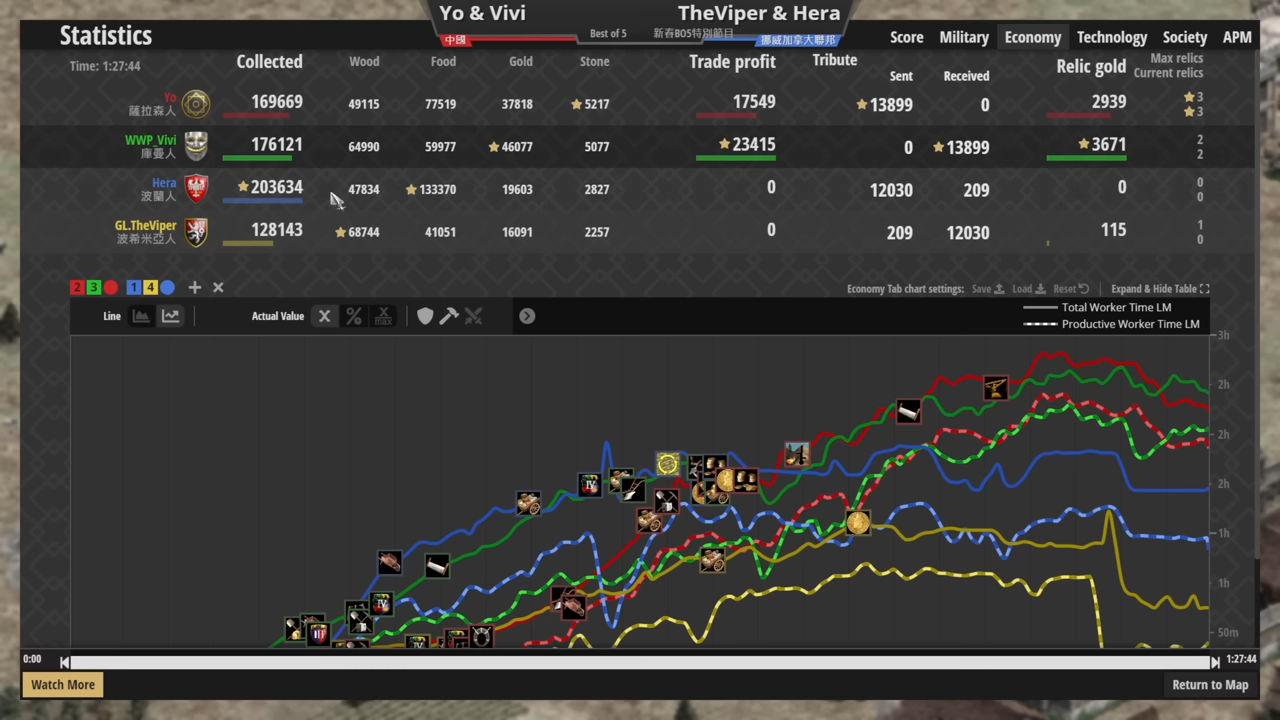 Yo & Vivi
TheViper & Hera
中國
Best of 5
新春BO5特別節目
挪威加拿大聯邦
Statistics
Score Military Economy Technology Society APM
Time: 1:27:44
Collected Wood Food Gold Stone Trade profit Tribute Sent Received Relic gold Max relics
Current relics
Yo 169669 49115 77519 37818 5217 17549 13899 0 2939 3
薩拉森人 3
WWP_Vivi 176121 64990 59977 46077 5077 23415 0 13899 3671 2
庫曼人 2
Hera 203634 47834 133370 19603 2827 0 12030 209 0 0
波蘭人 0
GL.TheViper 128143 68744 41051 16091 2257 0 209 12030 115 1
波希米亞人 0
2 3 1 4
Economy Tab chart settings: Save Load Reset Expand & Hide Table
Line Actual Value X % X max
Total Worker Time LM
Productive Worker Time LM
3h
2h
2h
2h
1h
1h
50m
0:00 1:27:44
Watch More Return to Map